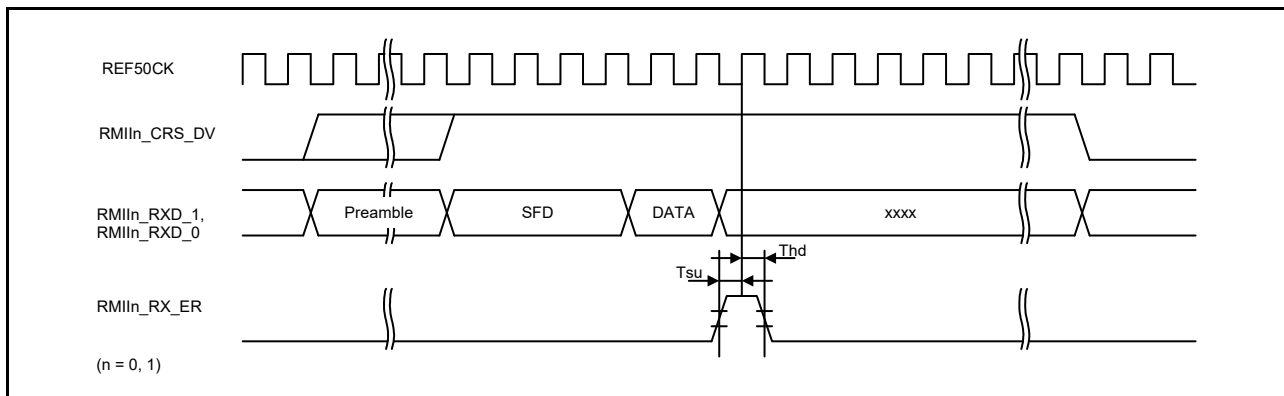 REF50CK
RMIIn_CRS_DV
RMIIn_RXD_1,
RMIIn_RXD_0
Preamble
SFD
DATA
xxxx
Tsu
Thd
RMIIn_RX_ER
(n = 0, 1)